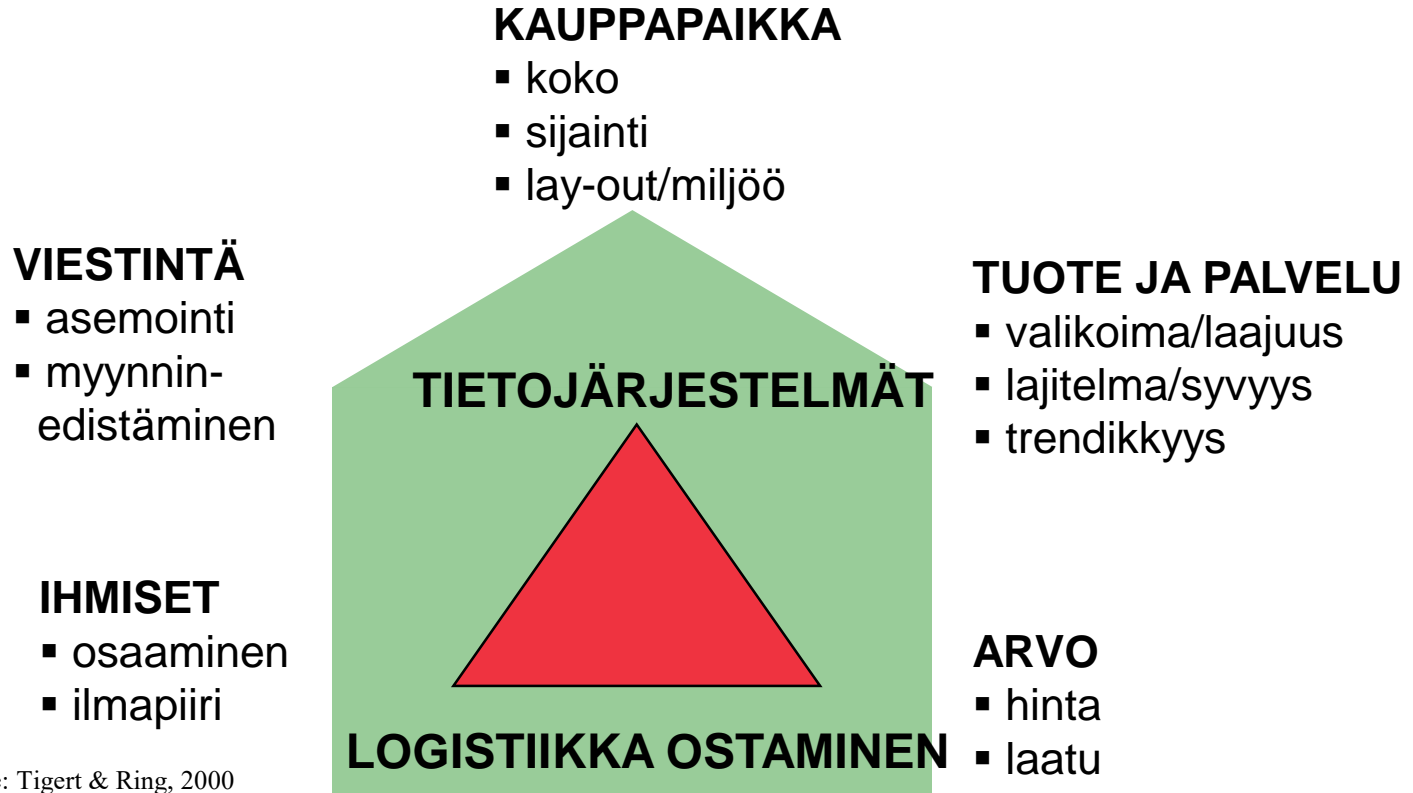 KAUPPAPAIKKA
▪ koko
▪ sijainti
▪ lay-out/miljöö
VIESTINTÄ
▪ asemointi
▪ myynnin-
edistäminen
TUOTE JA PALVELU
▪ valikoima/laajuus
▪ lajitelma/syvyys
▪ trendikkyys
TIETOJÄRJESTELMÄT
IHMISET
▪ osaaminen
▪ ilmapiiri
ARVO
▪ hinta
▪ laatu
LOGISTIIKKA OSTAMINEN
: Tigert & Ring, 2000